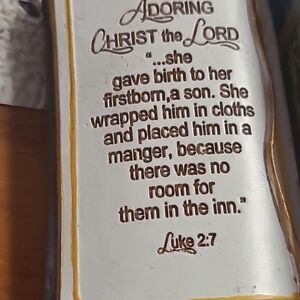 ADORING
CHRIST the LORD
"...she
gave birth to her
firstborn,a son. She
wrapped him in cloths
and placed him in a
manger, because
there was no
room for
them in the inn."
Luke 2:7